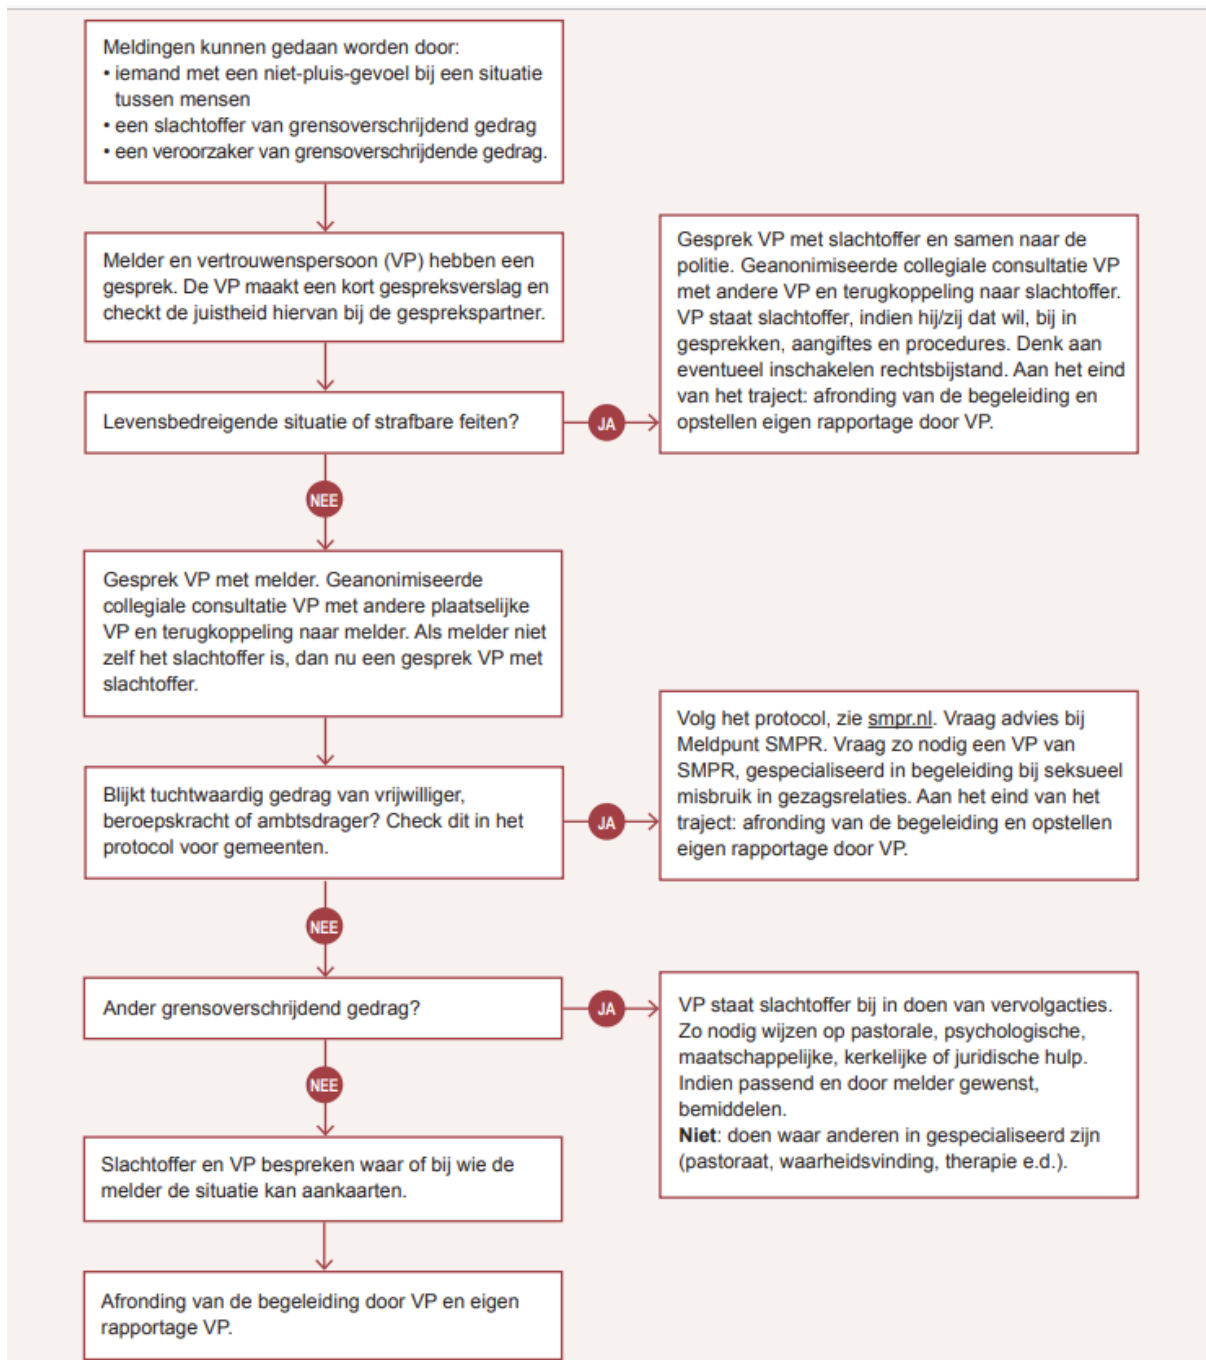 Meldingen kunnen gedaan worden door:
• iemand met een niet-pluis-gevoel bij een situatie
tussen mensen
• een slachtoffer van grensoverschrijdend gedrag
• een veroorzaker van grensoverschrijdende gedrag.
Melder en vertrouwenspersoon (VP) hebben een
gesprek. De VP maakt een kort gespreksverslag en
checkt de juistheid hiervan bij de gesprekspartner.
Levensbedreigende situatie of strafbare feiten?
JA
Gesprek VP met slachtoffer en samen naar de
politie. Geanonimiseerde collegiale consultatie VP
met andere VP en terugkoppeling naar slachtoffer.
VP staat slachtoffer, indien hij/zij dat wil, bij in
gesprekken, aangiftes en procedures. Denk aan
eventueel inschakelen rechtsbijstand. Aan het eind
van het traject: afronding van de begeleiding en
opstellen eigen rapportage door VP.
NEE
Gesprek VP met melder. Geanonimiseerde
collegiale consultatie VP met andere plaatselijke
VP en terugkoppeling naar melder. Als melder niet
zelf het slachtoffer is, dan nu een gesprek VP met
slachtoffer.
Blijkt tuchtwaardig gedrag van vrijwilliger,
beroepskracht of ambtsdrager? Check dit in het
protocol voor gemeenten.
JA
Volg het protocol, zie smpr.nl. Vraag advies bij
Meldpunt SMPR. Vraag zo nodig een VP van
SMPR, gespecialiseerd in begeleiding bij seksueel
misbruik in gezagsrelaties. Aan het eind van het
traject: afronding van de begeleiding en opstellen
eigen rapportage door VP.
NEE
Ander grensoverschrijdend gedrag?
JA
VP staat slachtoffer bij in doen van vervolgacties.
Zo nodig wijzen op pastorale, psychologische,
maatschappelijke, kerkelijke of juridische hulp.
Indien passend en door melder gewenst,
bemiddelen.
Niet: doen waar anderen in gespecialiseerd zijn
(pastoraat, waarheidsvinding, therapie e.d.).
NEE
Slachtoffer en VP bespreken waar of bij wie de
melder de situatie kan aankaarten.
Afronding van de begeleiding door VP en eigen
rapportage VP.